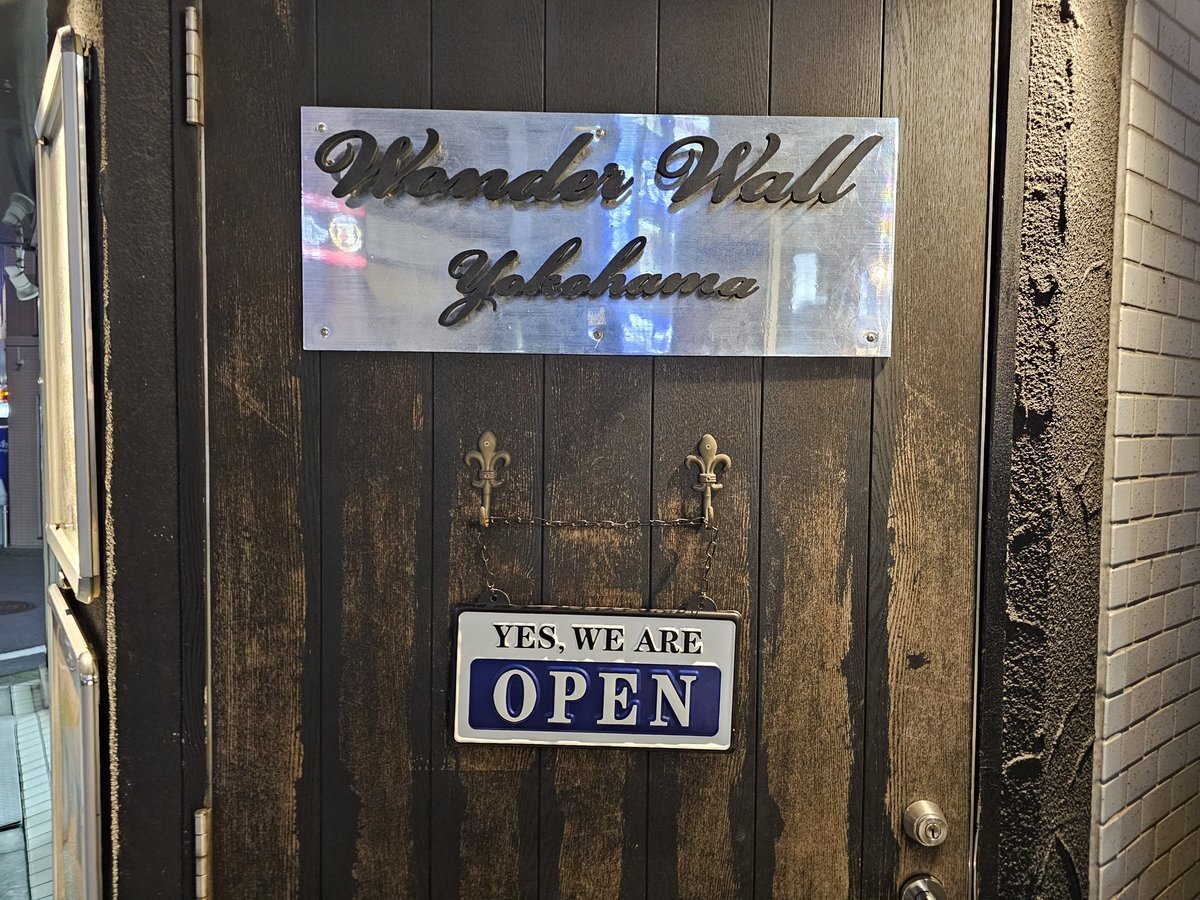 Wonder Wall
Yokohama
YES, WE ARE
OPEN